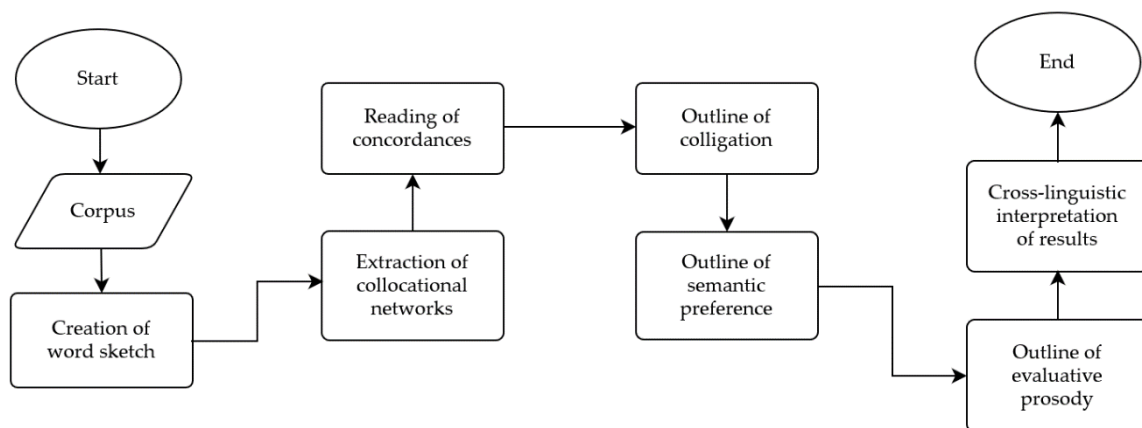 Start
Corpus
Creation of
word sketch
Extraction of
collocational
networks
Reading of
concordances
Outline of
colligation
Outline of
semantic
preference
Outline of
evaluative
prosody
Cross-linguistic
interpretation
of results
End